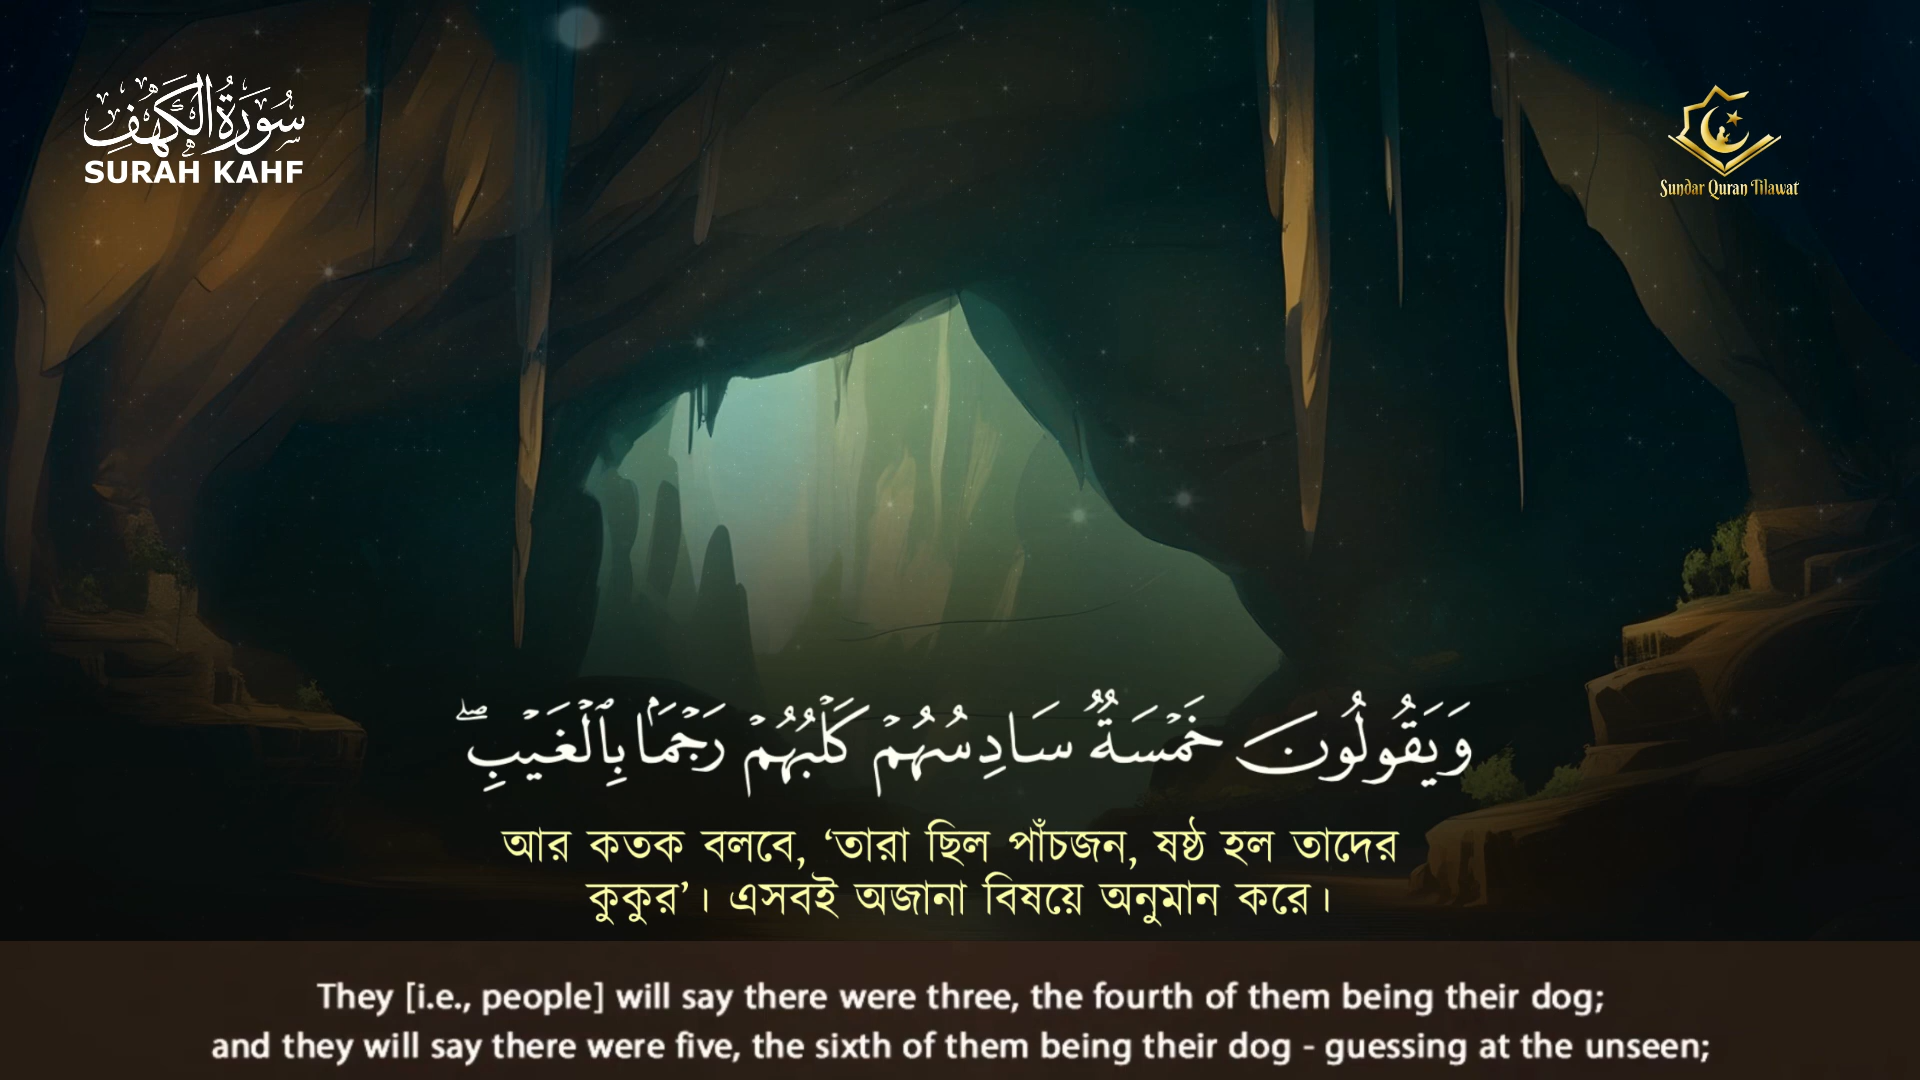 سُورَةُ الْكَهْفِ
SURAH KAHF
Sundar Quran Tilawat
وَيَقُولُونَ خَمْسَةٌ سَادِسُهُمْ كَلْبُهُمْ رَجْمًۢا بِٱلْغَيْبِ ۖ
আর কতক বলবে, ‘তারা ছিল পাঁচজন, ষষ্ঠ হল তাদের
কুকুর’। এসবই অজানা বিষয়ে অনুমান করে।
They [i.e., people] will say there were three, the fourth of them being their dog;
and they will say there were five, the sixth of them being their dog - guessing at the unseen;